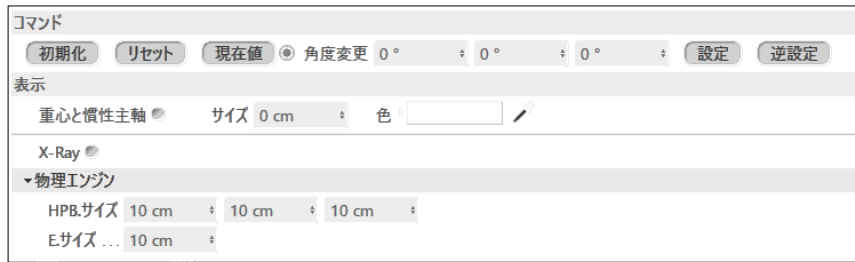 コマンド
初期化 リセット 現在値 角度変更 0 ° 0 ° 0 ° 設定 逆設定
表示
重心と慣性主軸 サイズ 0 cm 色
X-Ray
物理エンジン
HPB.サイズ 10 cm 10 cm 10 cm
E.サイズ ... 10 cm